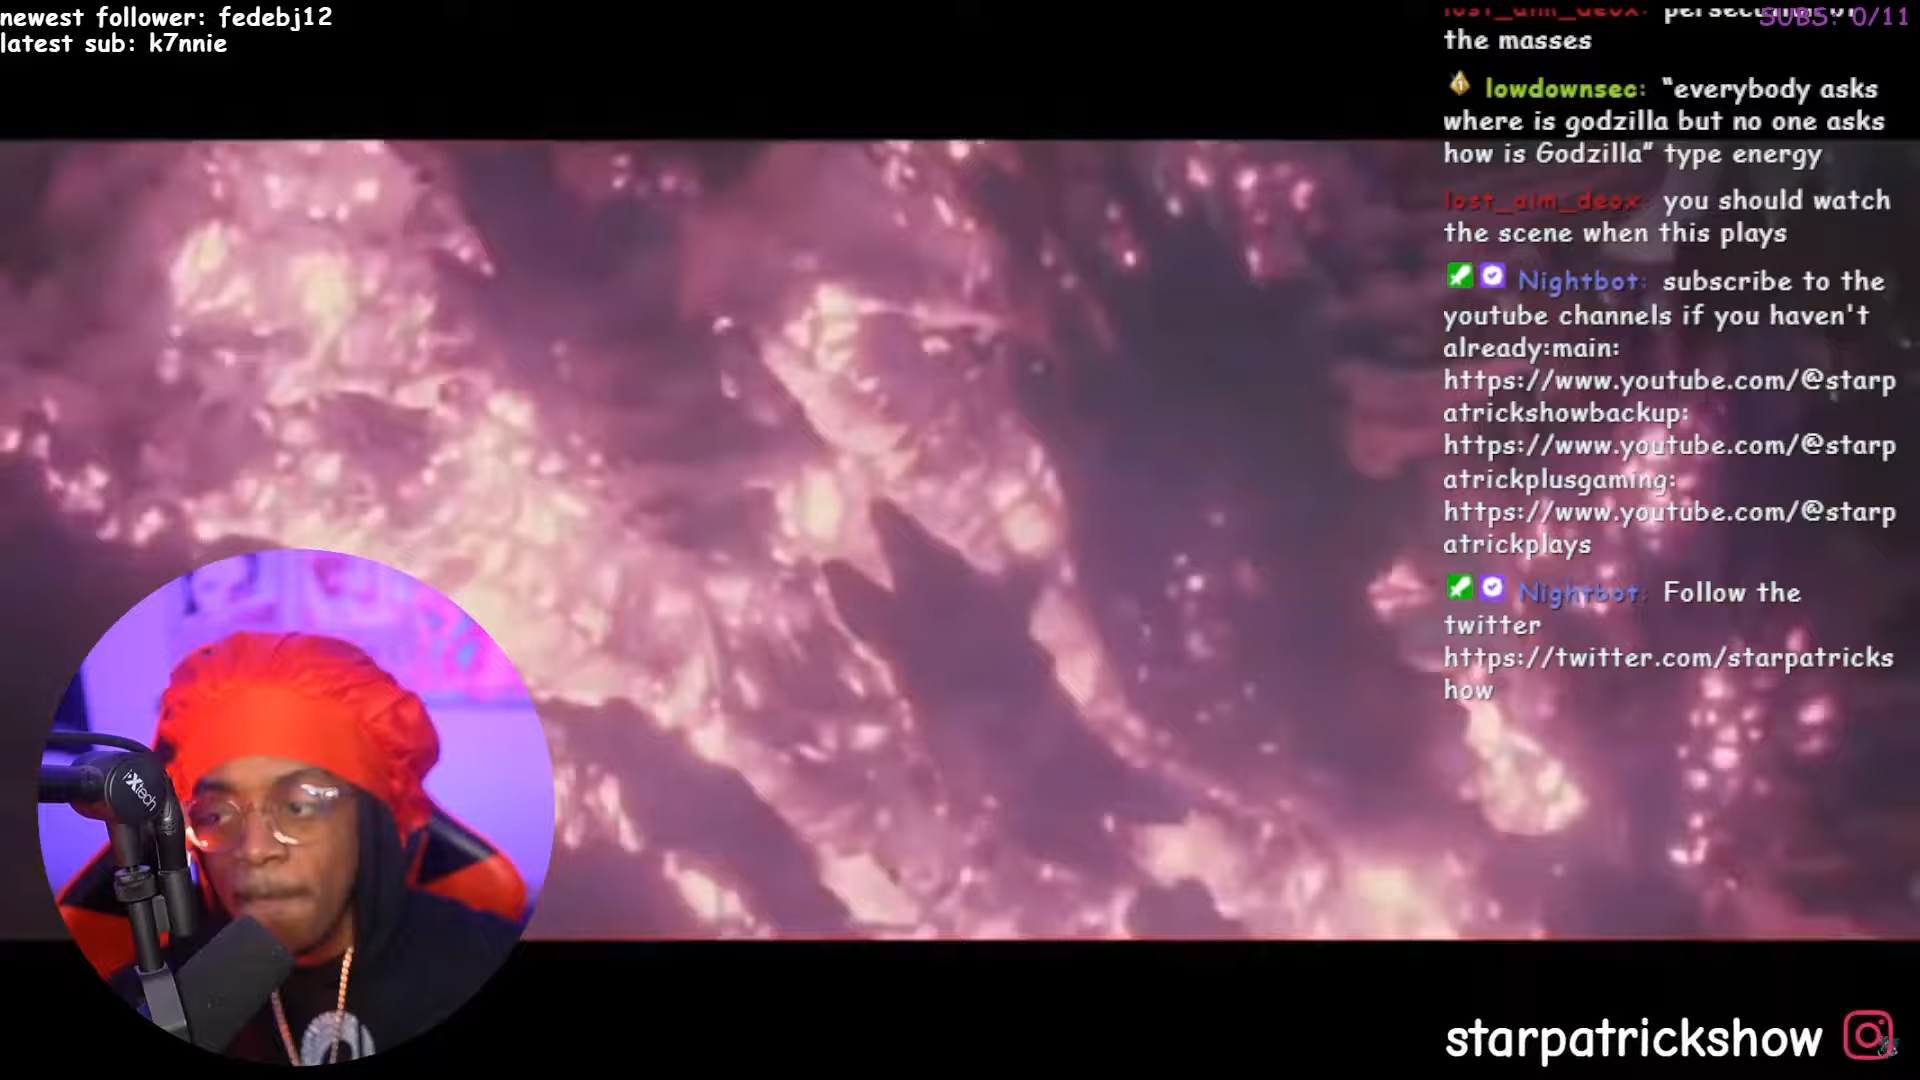 newest follower: fedebj12
latest sub: k7nnie
SUBS: 0/11
the masses
lowdownsec: “everybody asks
where is godzilla but no one asks
how is Godzilla” type energy
lost_aim_deox: you should watch
the scene when this plays
Nightbot: subscribe to the
youtube channels if you haven't
already:main:
https://www.youtube.com/@starp
atrickshowbackup:
https://www.youtube.com/@starp
atrickplusgaming:
https://www.youtube.com/@starp
atrickplays
Nightbot: Follow the
twitter
https://twitter.com/starpatricks
how
Xtech
starpatrickshow